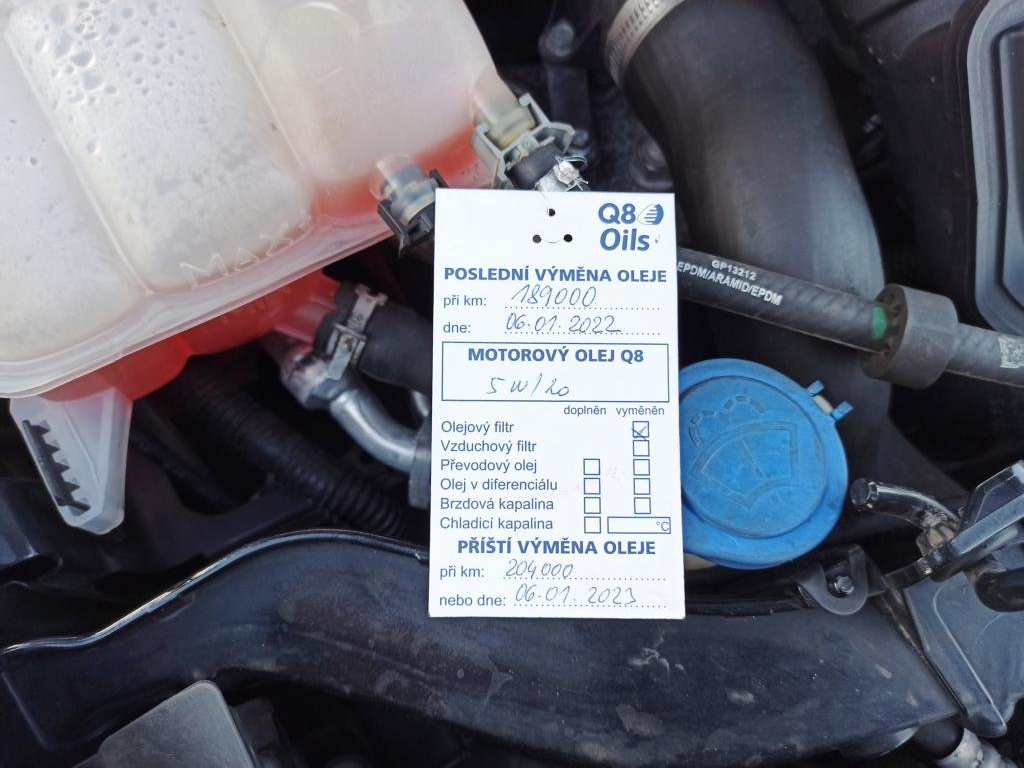 MAX
Q8
Oils
GP13212
EPDM/ARAMID/EPDM
POSLEDNÍ VÝMĚNA OLEJE
při km: 189000
dne: 06.01.2022
MOTOROVÝ OLEJ Q8
5W/20
doplněn vyměněn
Olejový filtr
Vzduchový filtr
Převodový olej
Olej v diferenciálu
Brzdová kapalina
Chladicí kapalina °C
PŘÍŠTÍ VÝMĚNA OLEJE
při km: 204000
nebo dne: 06.01.2023